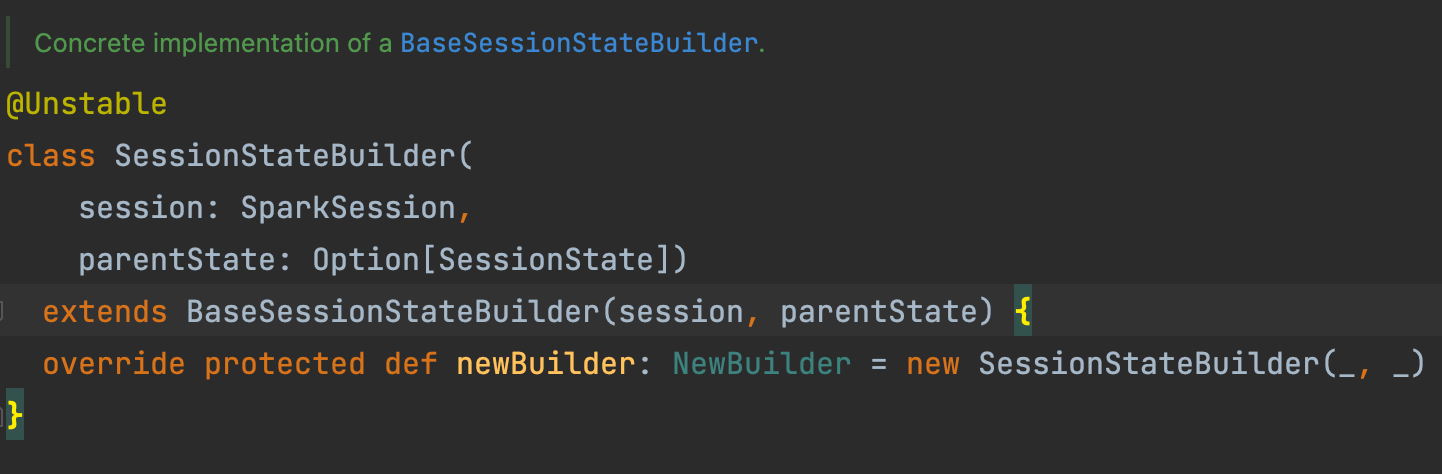 Concrete implementation of a BaseSessionStateBuilder.
@Unstable
class SessionStateBuilder(
    session: SparkSession,
    parentState: Option[SessionState])
  extends BaseSessionStateBuilder(session, parentState) {
  override protected def newBuilder: NewBuilder = new SessionStateBuilder(_, _)
}